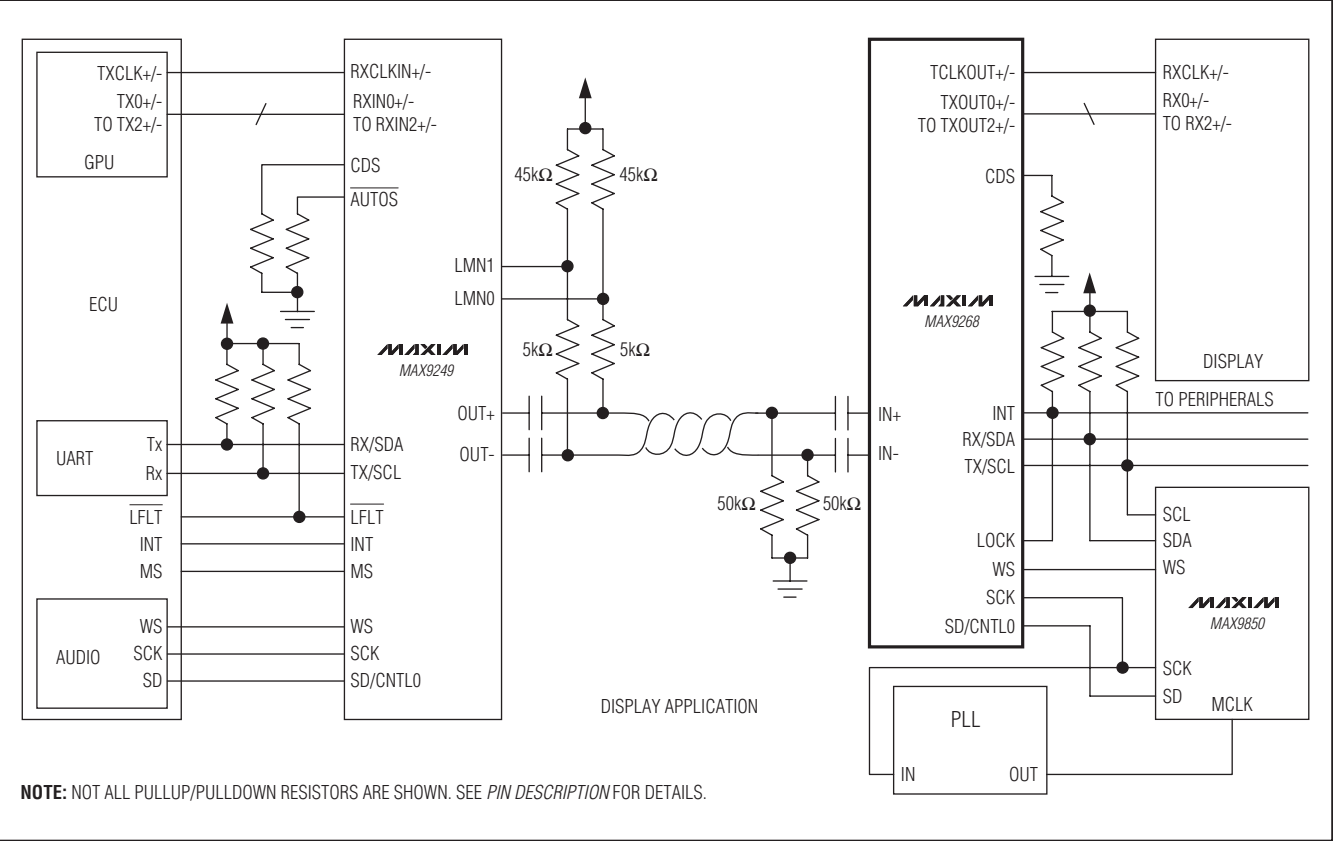 TXCLK+/-
TX0+/-
TO TX2+/-
GPU
ECU
UART
Tx
Rx
LFLT
INT
MS
AUDIO
WS
SCK
SD
RXCLKIN+/-
RXIN0+/-
TO RXIN2+/-
CDS
AUTOS
LMN1
LMN0
MAXIM
MAX9249
OUT+
OUT-
RX/SDA
TX/SCL
LFLT
INT
MS
WS
SCK
SD/CNTL0
45kΩ
45kΩ
5kΩ
5kΩ
50kΩ
50kΩ
DISPLAY APPLICATION
TCLKOUT+/-
TXOUT0+/-
TO TXOUT2+/-
CDS
MAXIM
MAX9268
IN+
IN-
INT
RX/SDA
TX/SCL
LOCK
WS
SCK
SD/CNTL0
RXCLK+/-
RX0+/-
TO RX2+/-
DISPLAY
TO PERIPHERALS
SCL
SDA
WS
MAXIM
MAX9850
SCK
SD
MCLK
PLL
IN
OUT
NOTE: NOT ALL PULLUP/PULLDOWN RESISTORS ARE SHOWN. SEE PIN DESCRIPTION FOR DETAILS.